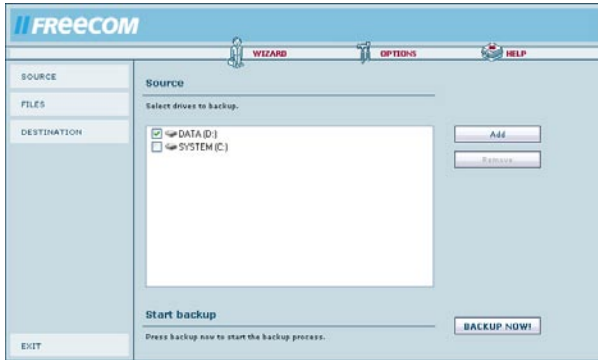 FREECOM
WIZARD OPTIONS HELP
SOURCE
FILES
DESTINATION
EXIT
Source
Select drives to backup.
DATA (D:)
SYSTEM (C:)
Add
Remove
Start backup
Press backup now to start the backup process.
BACKUP NOW!